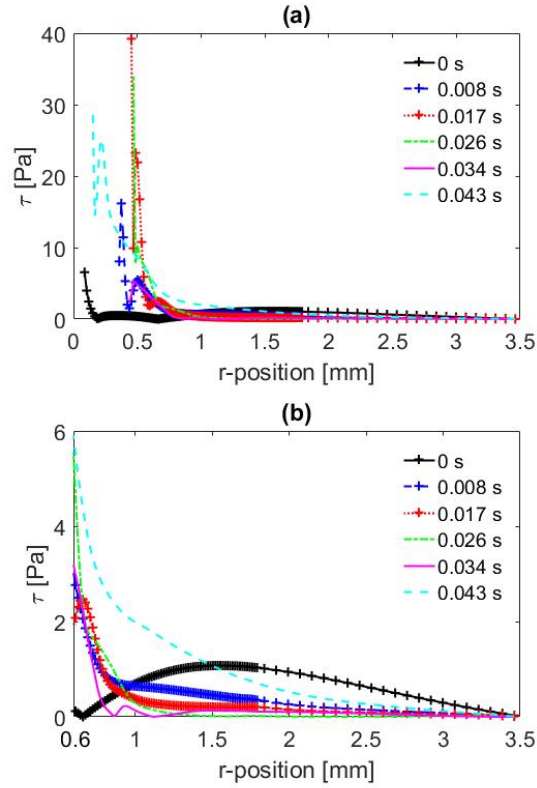 (a)
τ [Pa]
40
30
20
10
0
0 s
0.008 s
0.017 s
0.026 s
0.034 s
0.043 s
0 0.5 1 1.5 2 2.5 3 3.5
r-position [mm]
(b)
τ [Pa]
6
4
2
0
0 s
0.008 s
0.017 s
0.026 s
0.034 s
0.043 s
0.6 1 1.5 2 2.5 3 3.5
r-position [mm]